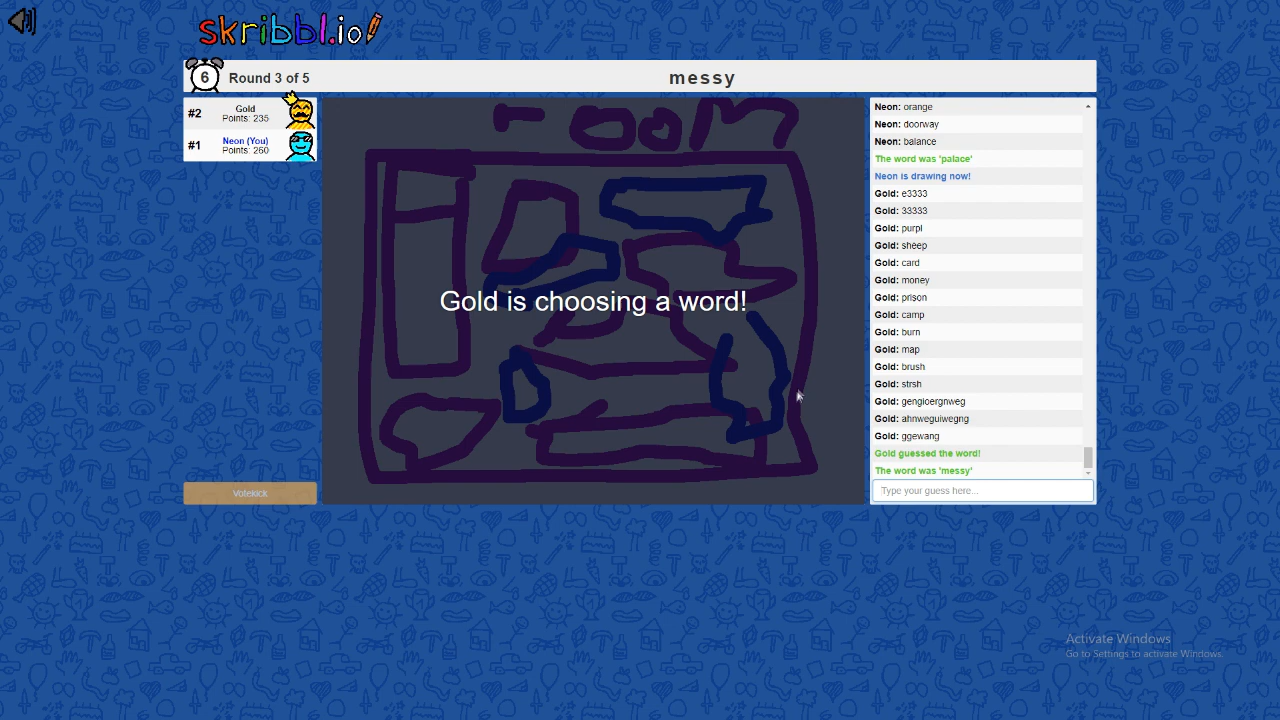 skribbl.io
6
Round 3 of 5
messy
#2
Gold
Points: 235
#1
Neon (You)
Points: 260
Votekick
room
Gold is choosing a word!
Neon: orange
Neon: doorway
Neon: balance
The word was 'palace'
Neon is drawing now!
Gold: e3333
Gold: 33333
Gold: purpl
Gold: sheep
Gold: card
Gold: money
Gold: prison
Gold: camp
Gold: burn
Gold: map
Gold: brush
Gold: strsh
Gold: gengioergnweg
Gold: ahnweguiwegng
Gold: ggewang
Gold guessed the word!
The word was 'messy'
Type your guess here...
Activate Windows
Go to Settings to activate Windows.